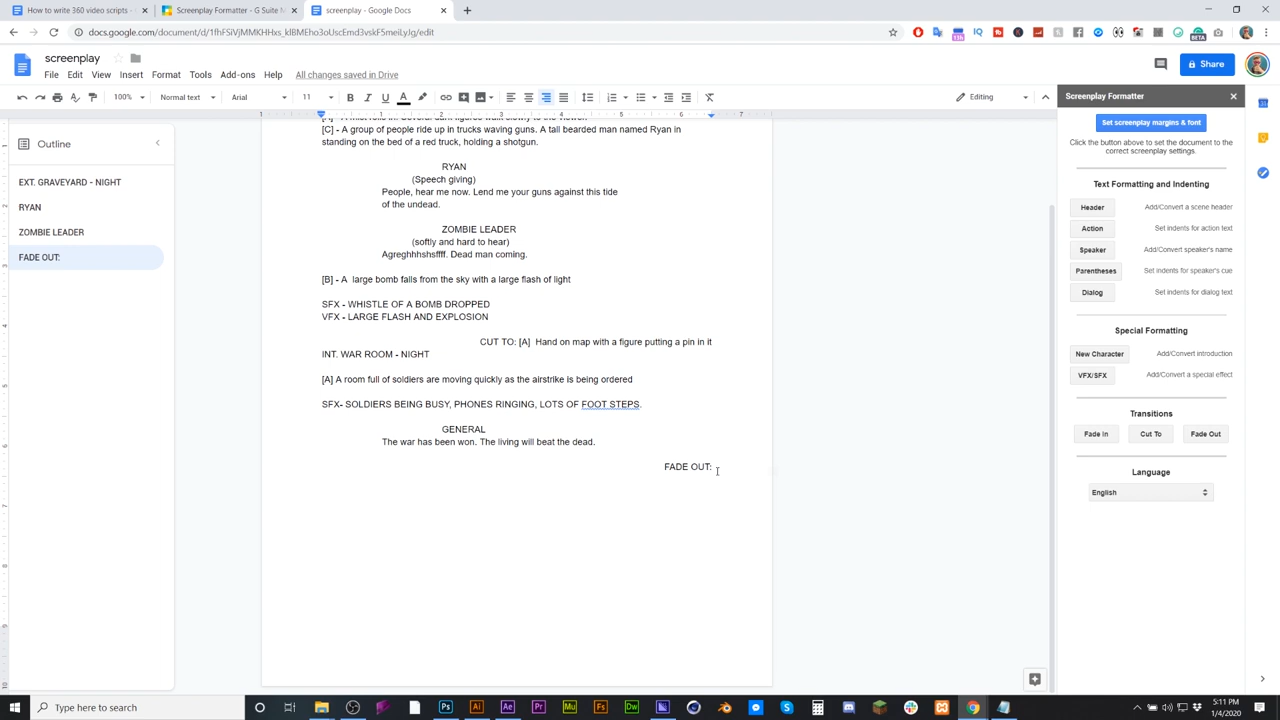 How to write 360 video scripts -
Screenplay Formatter - G Suite M
screenplay - Google Docs
docs.google.com/document/d/
screenplay
File Edit View Insert Format Tools Add-ons Help All changes saved in Drive
Share
100% Normal text Arial 11 Editing
Screenplay Formatter
Set screenplay margins & font
Click the button above to set the document to the
correct screenplay settings.
Outline
EXT. GRAVEYARD - NIGHT
RYAN
ZOMBIE LEADER
FADE OUT:
[C] - A group of people ride up in trucks waving guns. A tall bearded man named Ryan in
standing on the bed of a red truck, holding a shotgun.
RYAN
(Speech giving)
People, hear me now. Lend me your guns against this tide
of the undead.
ZOMBIE LEADER
(softly and hard to hear)
Agreghhhshsffff. Dead man coming.
[B] - A large bomb falls from the sky with a large flash of light
SFX - WHISTLE OF A BOMB DROPPED
VFX - LARGE FLASH AND EXPLOSION
CUT TO: [A] Hand on map with a figure putting a pin in it
INT. WAR ROOM - NIGHT
[A] A room full of soldiers are moving quickly as the airstrike is being ordered
SFX- SOLDIERS BEING BUSY, PHONES RINGING, LOTS OF FOOT STEPS.
GENERAL
The war has been won. The living will beat the dead.
FADE OUT:
Text Formatting and Indenting
Header Add/Convert a scene header
Action Set indents for action text
Speaker Add/Convert speaker's name
Parentheses Set indents for speaker's cue
Dialog Set indents for dialog text
Special Formatting
New Character Add/Convert introduction
VFX/SFX Add/Convert a special effect
Transitions
Fade In Cut To Fade Out
Language
English
Type here to search
5:11 PM
1/4/2020